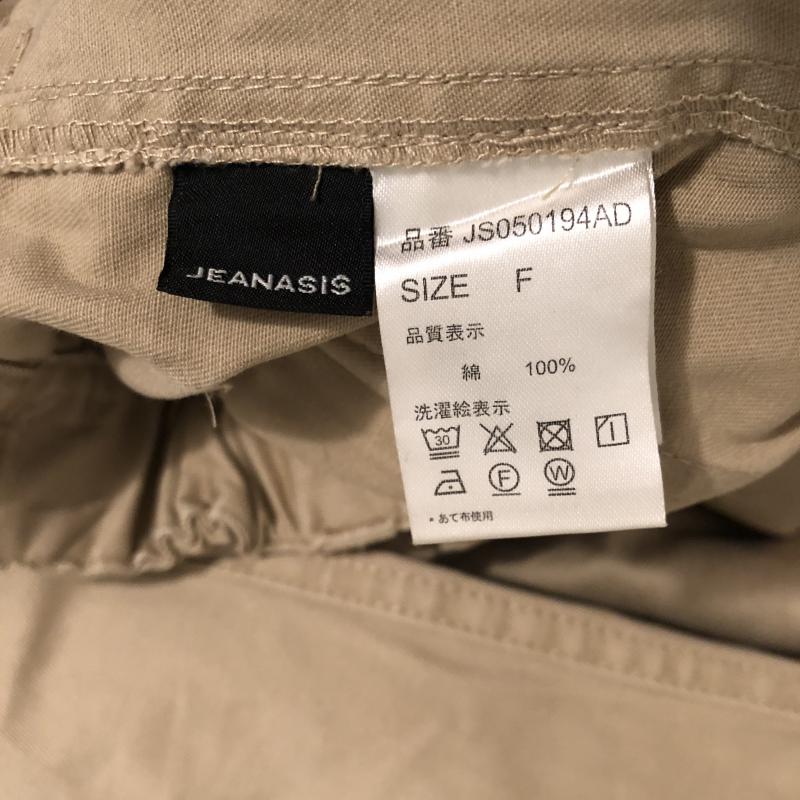 JEANASIS
品番 JS050194AD
SIZE F
品質表示
綿 100%
洗濯絵表示
30
F W
• あて布使用